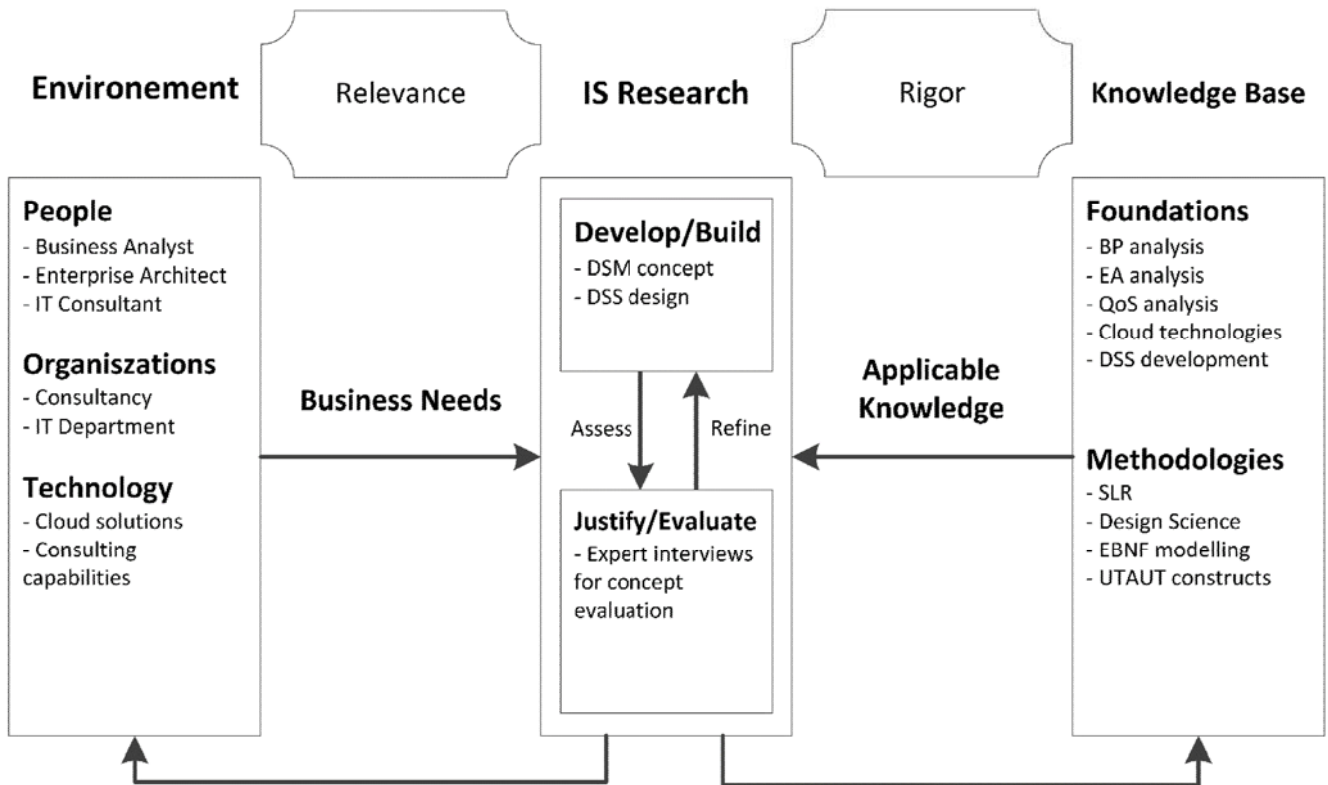 Environement
Relevance
IS Research
Rigor
Knowledge Base
People
- Business Analyst
- Enterprise Architect
- IT Consultant
Organiszations
- Consultancy
- IT Department
Technology
- Cloud solutions
- Consulting
capabilities
Business Needs
Develop/Build
- DSM concept
- DSS design
Assess
Refine
Justify/Evaluate
- Expert interviews
for concept
evaluation
Applicable
Knowledge
Foundations
- BP analysis
- EA analysis
- QoS analysis
- Cloud technologies
- DSS development
Methodologies
- SLR
- Design Science
- EBNF modelling
- UTAUT constructs